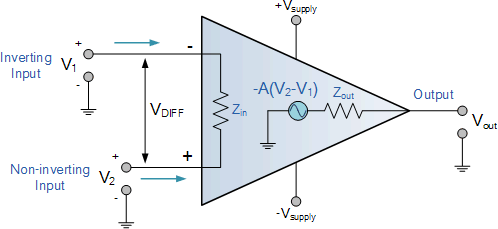 +Vsupply
Inverting
Input
+
V1
-
-
VDIFF
Zin
-A(V2-V1)
Zout
Output
Vout
+
Non-inverting
Input
+
V2
-
-Vsupply